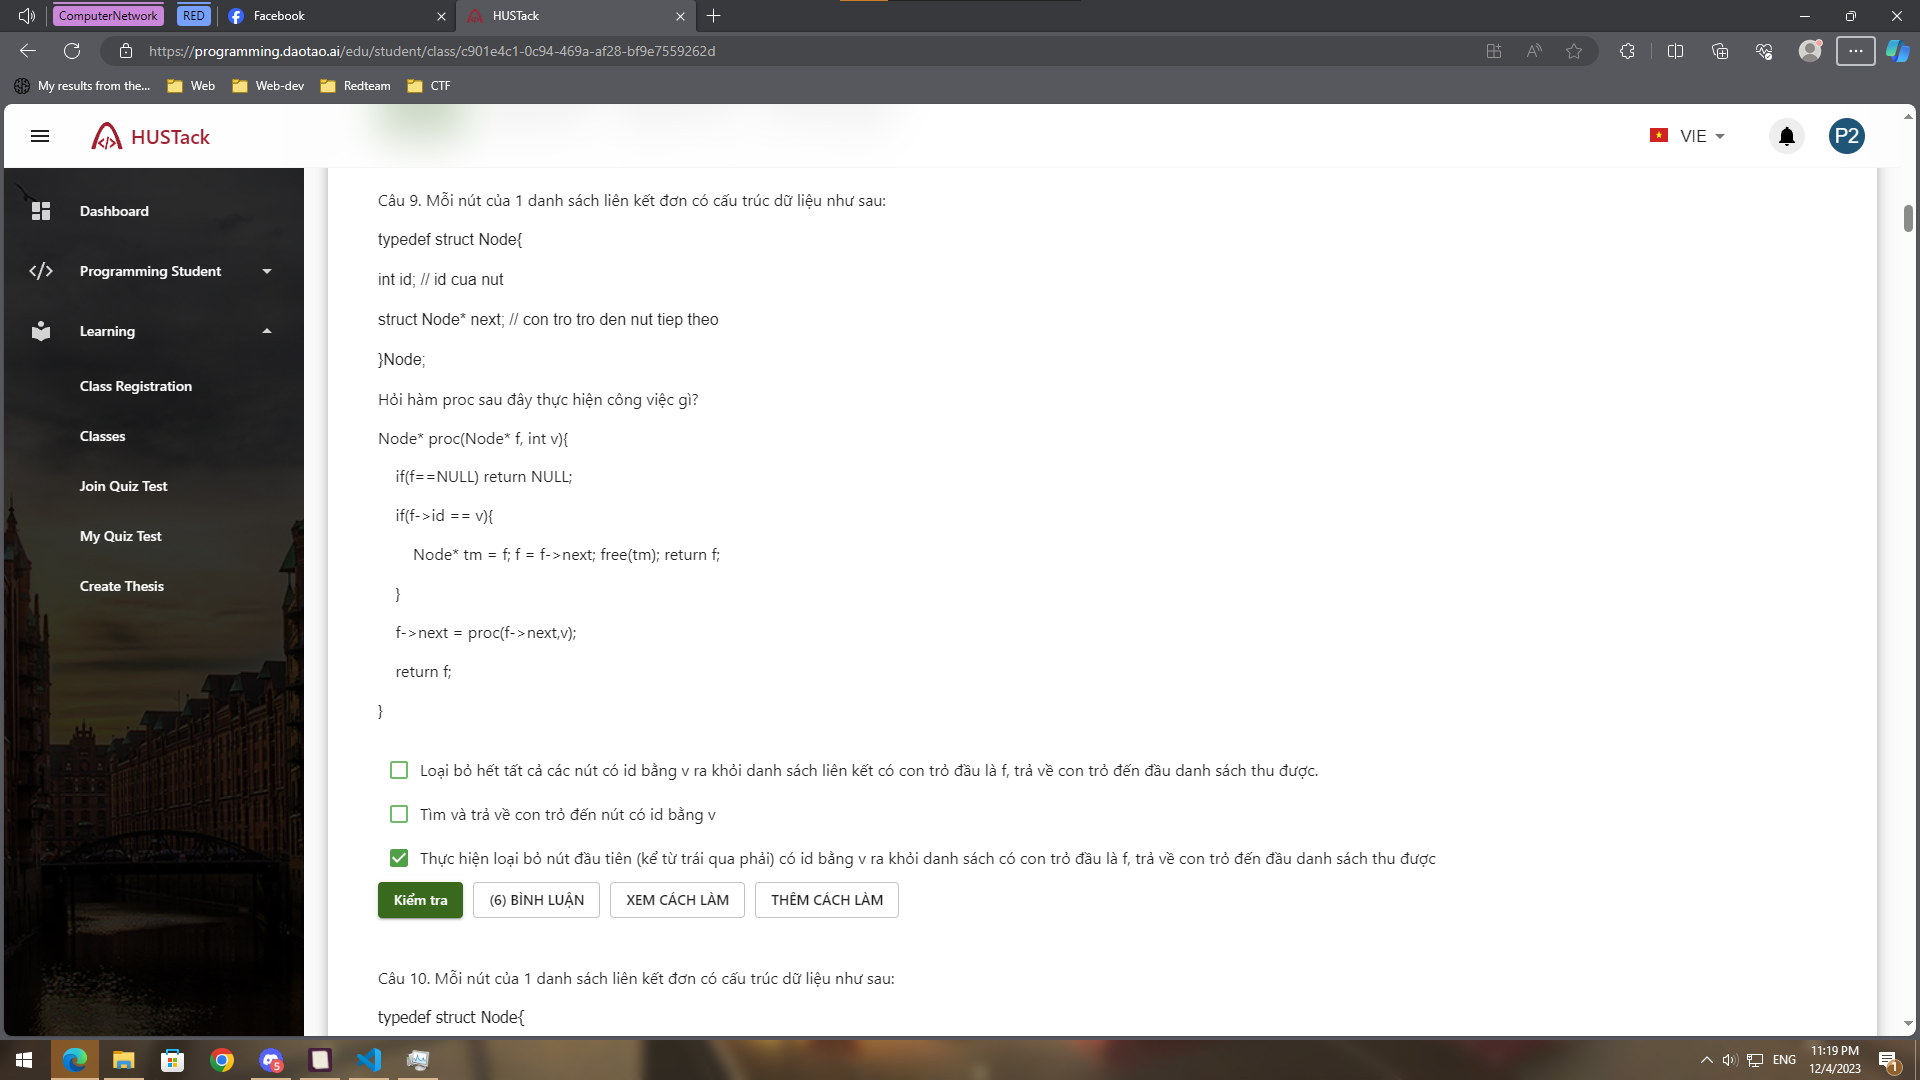 ComputerNetwork
RED
Facebook
HUSTack
https://programming.daotao.ai/edu/student/class/c901e4c1-0c94-469a-af28-bf9e7559262d
My results from the...
Web
Web-dev
Redteam
CTF
HUSTack
VIE
P2
Dashboard
Programming Student
Learning
Class Registration
Classes
Join Quiz Test
My Quiz Test
Create Thesis
Câu 9. Mỗi nút của 1 danh sách liên kết đơn có cấu trúc dữ liệu như sau:
typedef struct Node{
int id; // id cua nut
struct Node* next; // con tro tro den nut tiep theo
}Node;
Hỏi hàm proc sau đây thực hiện công việc gì?
Node* proc(Node* f, int v){
if(f==NULL) return NULL;
if(f->id == v){
Node* tm = f; f = f->next; free(tm); return f;
}
f->next = proc(f->next,v);
return f;
}
Loại bỏ hết tất cả các nút có id bằng v ra khỏi danh sách liên kết có con trỏ đầu là f, trả về con trỏ đến đầu danh sách thu được.
Tìm và trả về con trỏ đến nút có id bằng v
Thực hiện loại bỏ nút đầu tiên (kể từ trái qua phải) có id bằng v ra khỏi danh sách có con trỏ đầu là f, trả về con trỏ đến đầu danh sách thu được
Kiểm tra
(6) BÌNH LUẬN
XEM CÁCH LÀM
THÊM CÁCH LÀM
Câu 10. Mỗi nút của 1 danh sách liên kết đơn có cấu trúc dữ liệu như sau:
typedef struct Node{
5
ENG
11:19 PM
12/4/2023
1